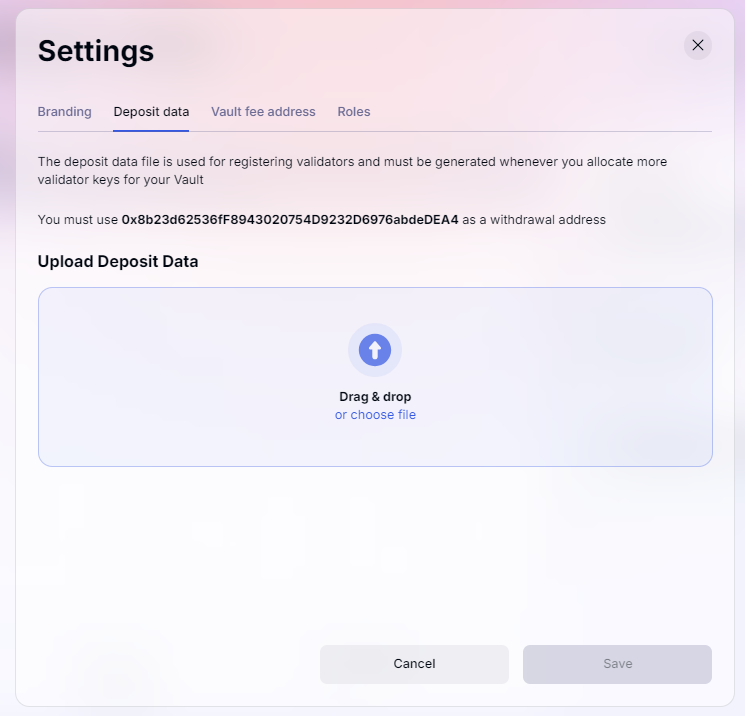 Settings
Branding
Deposit data
Vault fee address
Roles
The deposit data file is used for registering validators and must be generated whenever you allocate more
validator keys for your Vault
You must use 0x8b23d62536fF8943020754D9232D6976abdeDEA4 as a withdrawal address
Upload Deposit Data
Drag & drop
or choose file
Cancel
Save